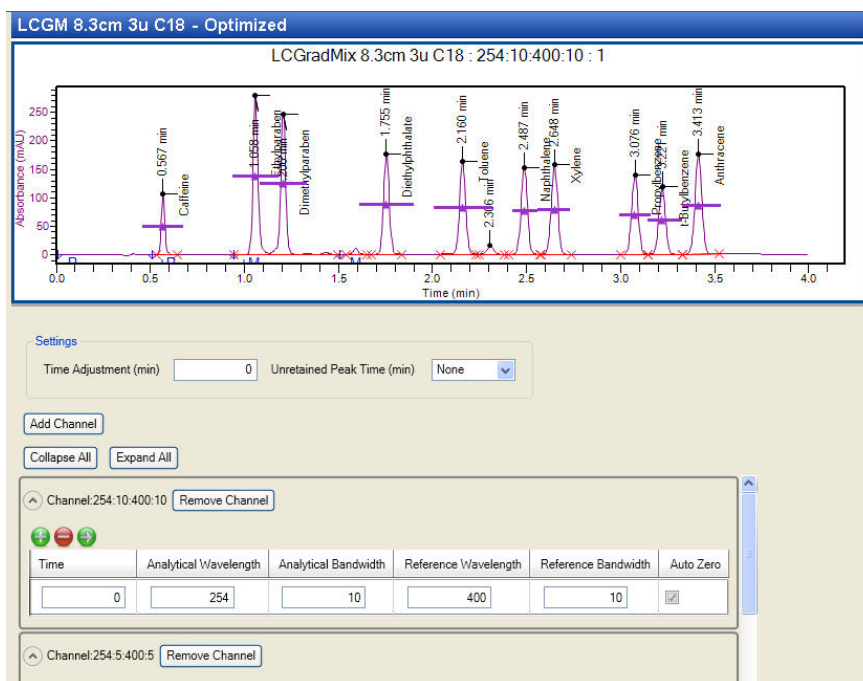 LCGM 8.3cm 3u C18 - Optimized
LCGradMix 8.3cm 3u C18 : 254:10:400:10 : 1
Absorbance (mAU)
250
200
150
100
50
0
0.567 min
Caffeine
1.058 min
Ethylparaben
Dimethylparaben
1.755 min
Diethylphthalate
2.160 min
Toluene
2.306 min
2.487 min
Naphthalene
2.648 min
Xylene
3.076 min
Propylbenzene
3.221 min
t-Butylbenzene
3.413 min
Anthracene
0.0 0.5 1.0 1.5 2.0 2.5 3.0 3.5 4.0
Time (min)
Settings
Time Adjustment (min) 0 Unretained Peak Time (min) None
Add Channel
Collapse All Expand All
Channel:254:10:400:10 Remove Channel
Time Analytical Wavelength Analytical Bandwidth Reference Wavelength Reference Bandwidth Auto Zero
0 254 10 400 10
Channel:254:5:400:5 Remove Channel